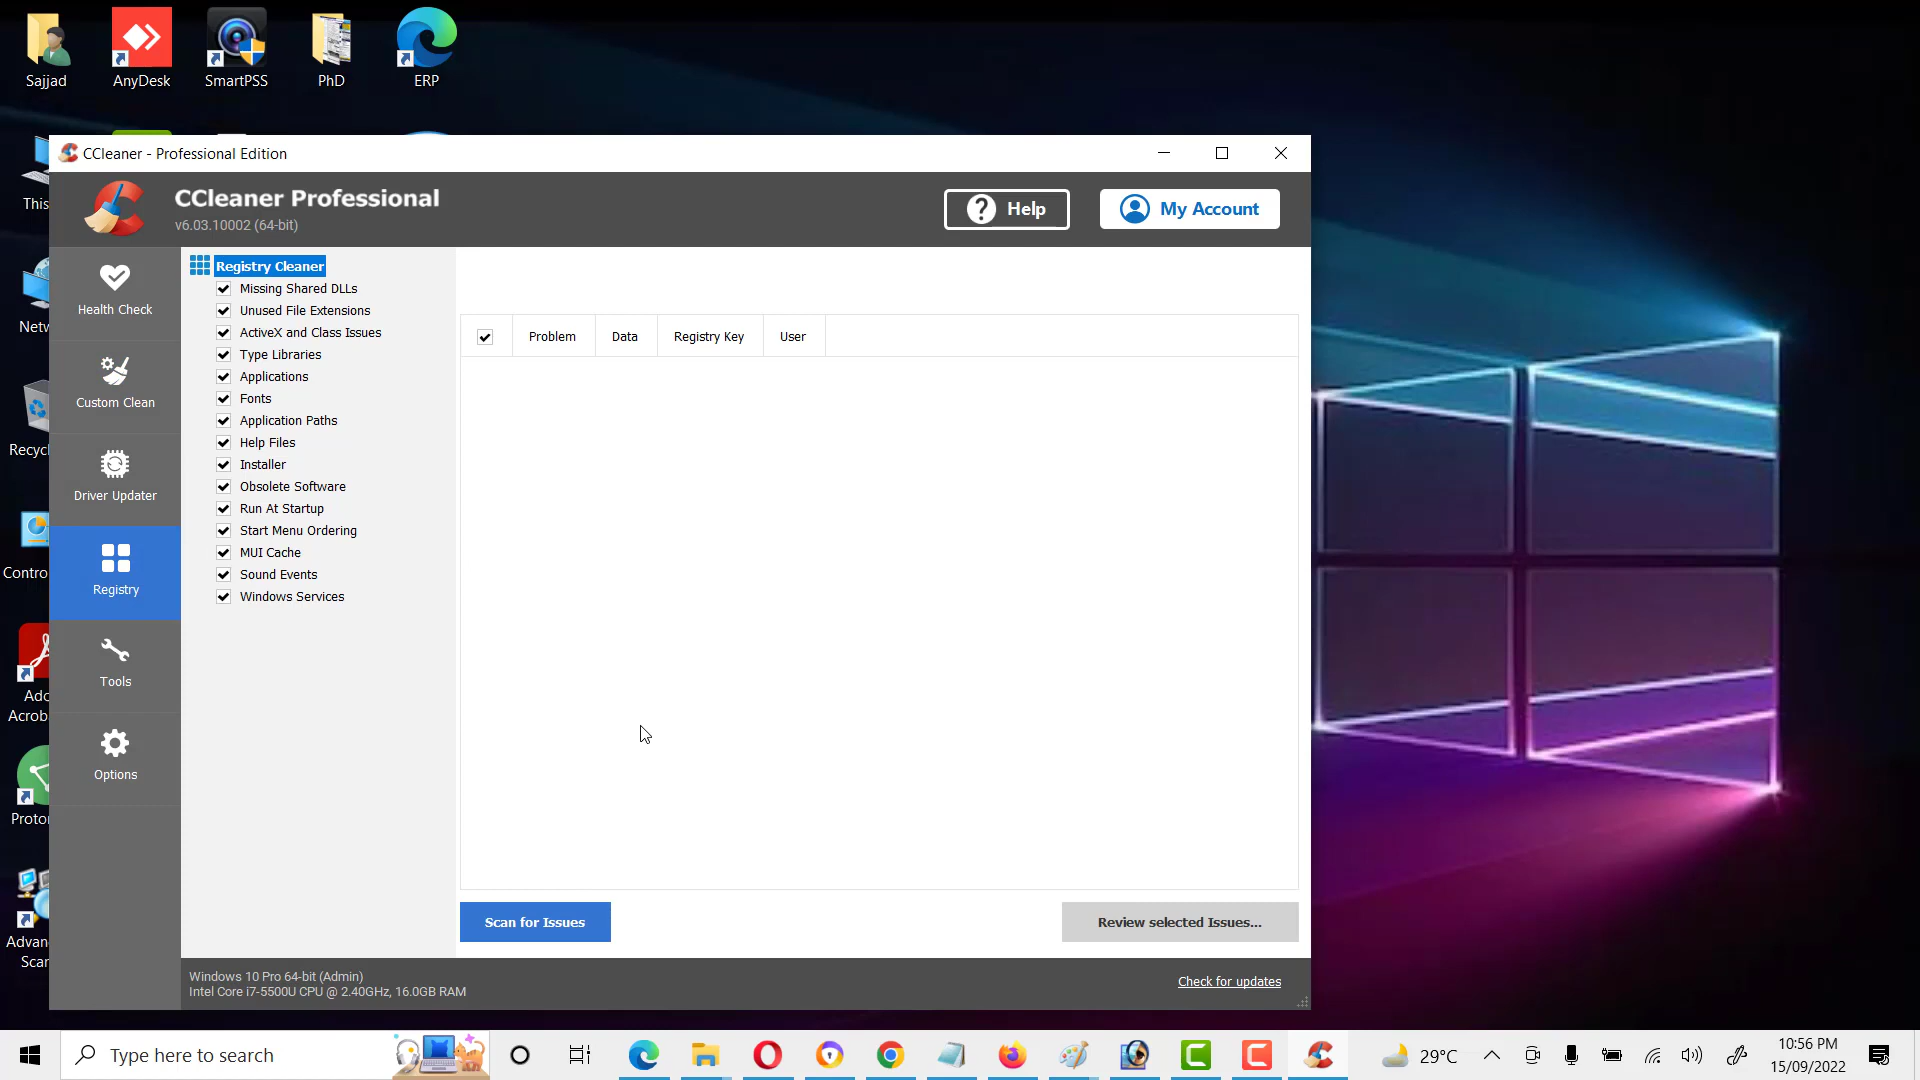 Sajjad
AnyDesk
SmartPSS
PhD
ERP
This
Netw
Recycl
Contro
Ado
Acroba
Proton
Advan
Scan
CCleaner - Professional Edition
CCleaner Professional
v6.03.10002 (64-bit)
? Help
My Account
Health Check
Custom Clean
Driver Updater
Registry
Tools
Options
Registry Cleaner
Missing Shared DLLs
Unused File Extensions
ActiveX and Class Issues
Type Libraries
Applications
Fonts
Application Paths
Help Files
Installer
Obsolete Software
Run At Startup
Start Menu Ordering
MUI Cache
Sound Events
Windows Services
Problem Data Registry Key User
Scan for Issues
Review selected Issues...
Windows 10 Pro 64-bit (Admin)
Intel Core i7-5500U CPU @ 2.40GHz, 16.0GB RAM
Check for updates
Type here to search
29°C
10:56 PM
15/09/2022